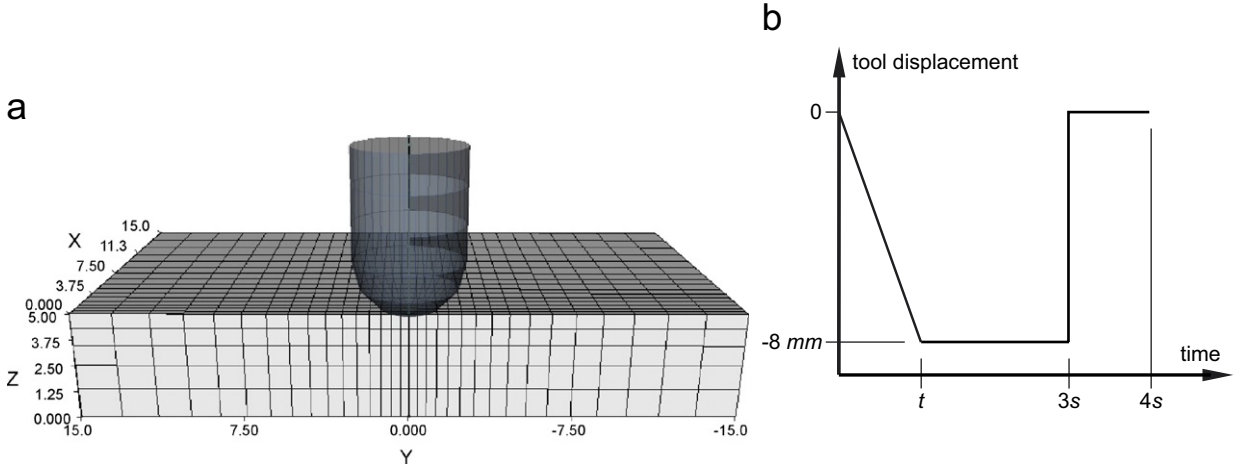 a
X
15.0
11.3
7.50
3.75
0.000
5.00
3.75
2.50
1.25
0.000
Z
15.0 7.50 0.000 -7.50 -15.0
Y
b
tool displacement
0
-8 mm
time
t 3s 4s